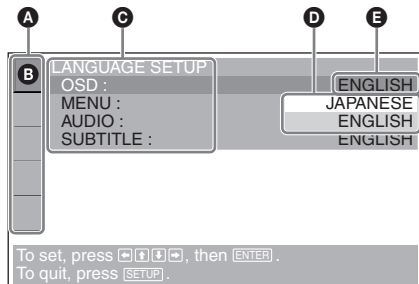 A C D E
B LANGUAGE SETUP
OSD : ENGLISH
MENU : JAPANESE
AUDIO : ENGLISH
SUBTITLE : ENGLISH
To set, press ←↑↓→, then ENTER .
To quit, press SETUP .